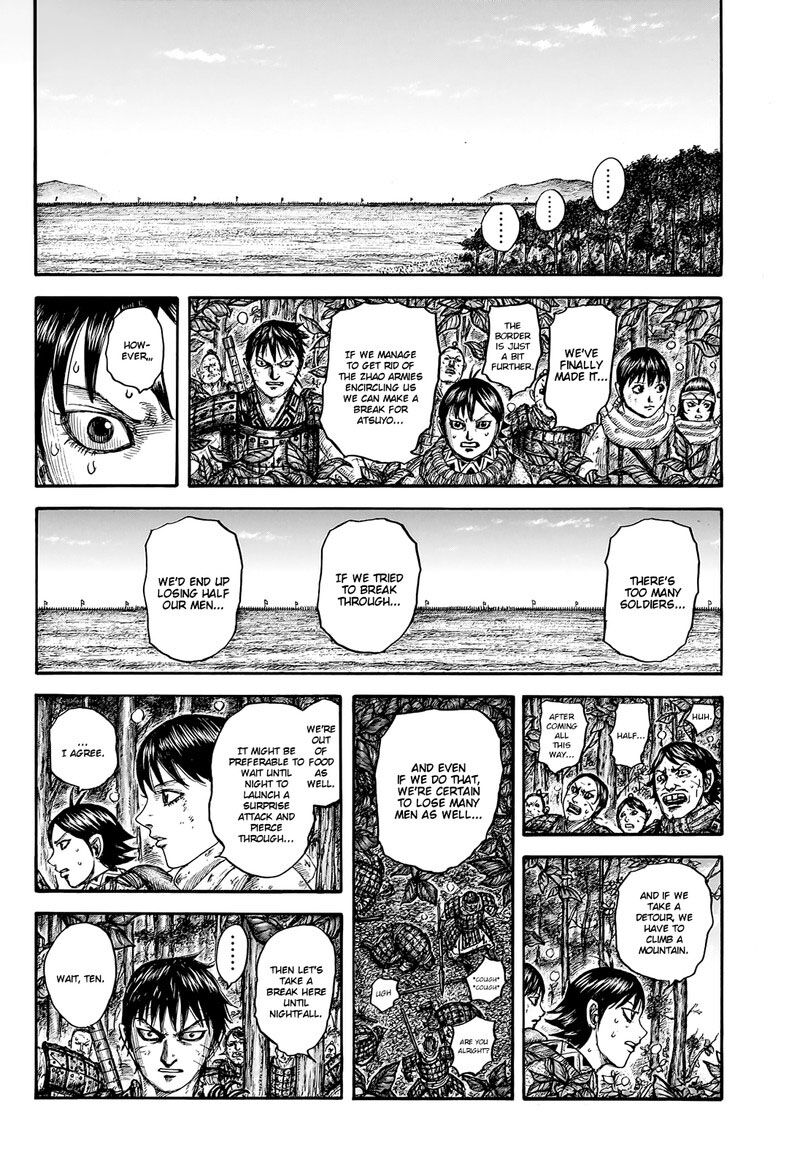 ......
......
......
WE'VE
FINALLY
MADE IT...
THE
BORDER
IS JUST
A BIT
FURTHER.
IF WE MANAGE
TO GET RID OF
THE ZHAO ARMIES
ENCIRCLING US
WE CAN MAKE A
BREAK FOR
ATSUYO...
HOW-
EVER,,,
THERE'S
TOO MANY
SOLDIERS...
IF WE TRIED
TO BREAK
THROUGH...
WE'D END UP
LOSING HALF
OUR MEN...
HUH.
HALF...
AFTER
COMING
ALL
THIS
WAY...
AND IF WE
TAKE A
DETOUR, WE
HAVE TO
CLIMB A
MOUNTAIN.
AND EVEN
IF WE DO THAT,
WE'RE CERTAIN
TO LOSE MANY
MEN AS WELL...
*COUGH*
*COUGH*
UGH
ARE YOU
ALRIGHT?
WE'RE
OUT
OF
FOOD
AS
WELL.
IT MIGHT BE
PREFERABLE TO
WAIT UNTIL
NIGHT TO
LAUNCH A
SURPRISE
ATTACK AND
PIERCE
THROUGH...
...
I AGREE.
THEN LET'S
TAKE A
BREAK HERE
UNTIL
NIGHTFALL.
......
WAIT, TEN.